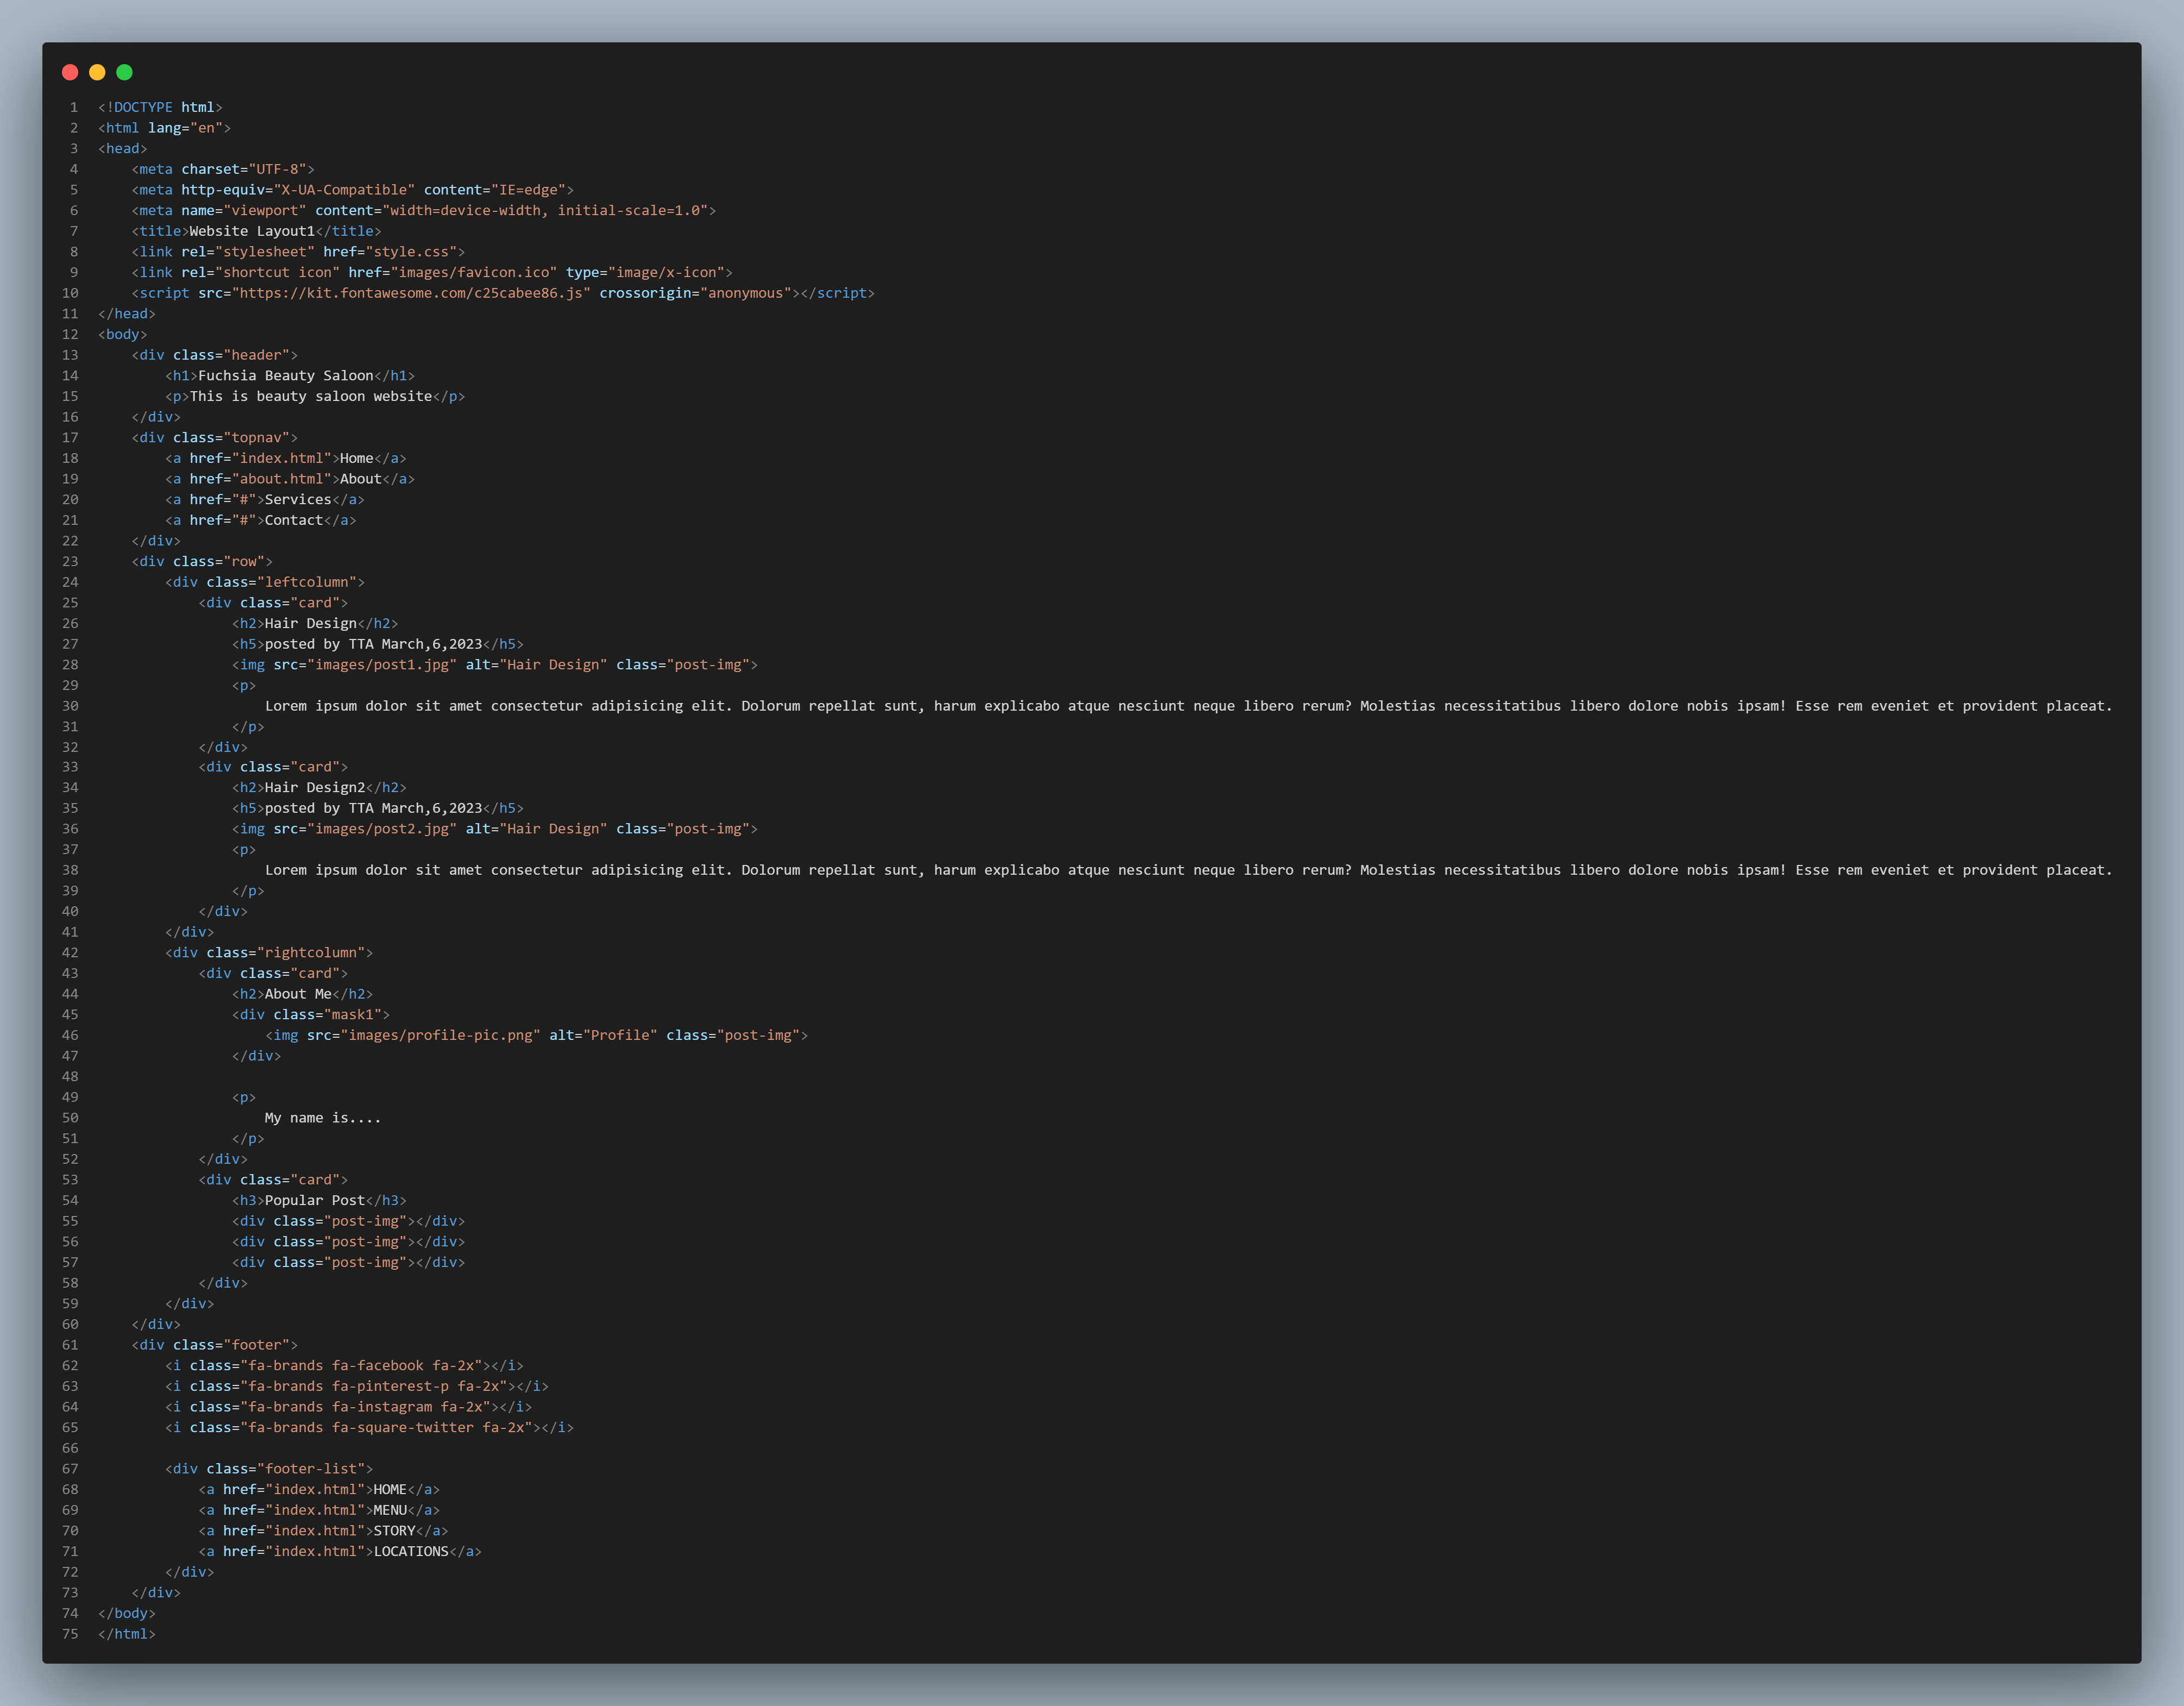 1 <!DOCTYPE html>
2 <html lang="en">
3 <head>
4     <meta charset="UTF-8">
5     <meta http-equiv="X-UA-Compatible" content="IE=edge">
6     <meta name="viewport" content="width=device-width, initial-scale=1.0">
7     <title>Website Layout1</title>
8     <link rel="stylesheet" href="style.css">
9     <link rel="shortcut icon" href="images/favicon.ico" type="image/x-icon">
10     <script src="https://kit.fontawesome.com/c25cabee86.js" crossorigin="anonymous"></script>
11 </head>
12 <body>
13     <div class="header">
14         <h1>Fuchsia Beauty Saloon</h1>
15         <p>This is beauty saloon website</p>
16     </div>
17     <div class="topnav">
18         <a href="index.html">Home</a>
19         <a href="about.html">About</a>
20         <a href="#">Services</a>
21         <a href="#">Contact</a>
22     </div>
23     <div class="row">
24         <div class="leftcolumn">
25             <div class="card">
26                 <h2>Hair Design</h2>
27                 <h5>posted by TTA March,6,2023</h5>
28                 <img src="images/post1.jpg" alt="Hair Design" class="post-img">
29                 <p>
30                     Lorem ipsum dolor sit amet consectetur adipisicing elit. Dolorum repellat sunt, harum explicabo atque nesciunt neque libero rerum? Molestias necessitatibus libero dolore nobis ipsam! Esse rem eveniet et provident placeat.
31                 </p>
32             </div>
33             <div class="card">
34                 <h2>Hair Design2</h2>
35                 <h5>posted by TTA March,6,2023</h5>
36                 <img src="images/post2.jpg" alt="Hair Design" class="post-img">
37                 <p>
38                     Lorem ipsum dolor sit amet consectetur adipisicing elit. Dolorum repellat sunt, harum explicabo atque nesciunt neque libero rerum? Molestias necessitatibus libero dolore nobis ipsam! Esse rem eveniet et provident placeat.
39                 </p>
40             </div>
41         </div>
42         <div class="rightcolumn">
43             <div class="card">
44                 <h2>About Me</h2>
45                 <div class="mask1">
46                     <img src="images/profile-pic.png" alt="Profile" class="post-img">
47                 </div>
48
49                 <p>
50                     My name is....
51                 </p>
52             </div>
53             <div class="card">
54                 <h3>Popular Post</h3>
55                 <div class="post-img"></div>
56                 <div class="post-img"></div>
57                 <div class="post-img"></div>
58             </div>
59         </div>
60     </div>
61     <div class="footer">
62         <i class="fa-brands fa-facebook fa-2x"></i>
63         <i class="fa-brands fa-pinterest-p fa-2x"></i>
64         <i class="fa-brands fa-instagram fa-2x"></i>
65         <i class="fa-brands fa-square-twitter fa-2x"></i>
66
67         <div class="footer-list">
68             <a href="index.html">HOME</a>
69             <a href="index.html">MENU</a>
70             <a href="index.html">STORY</a>
71             <a href="index.html">LOCATIONS</a>
72         </div>
73     </div>
74 </body>
75 </html>